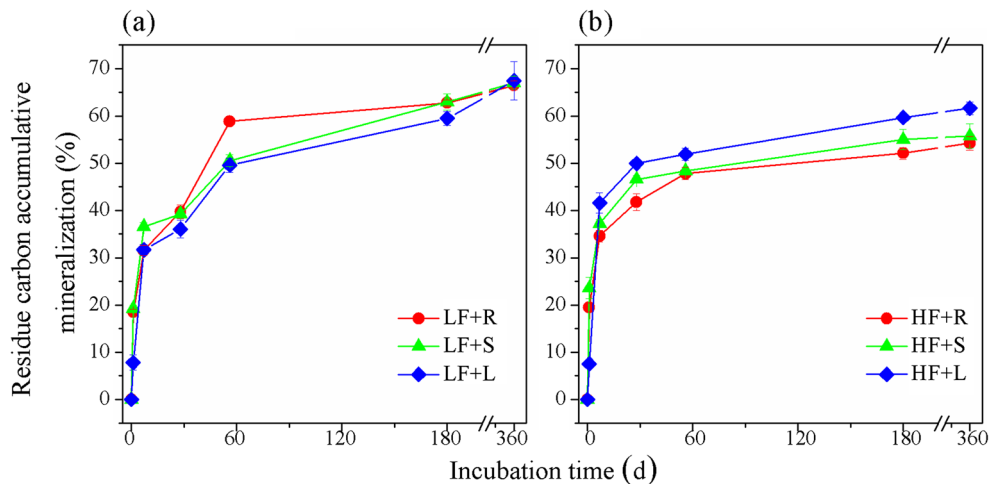 (a)
(b)
Residue carbon accumulative
mineralization (%)
70
60
50
40
30
20
10
0
LF+R
LF+S
LF+L
0
60
120
180
360
70
60
50
40
30
20
10
0
HF+R
HF+S
HF+L
0
60
120
180
360
Incubation time (d)